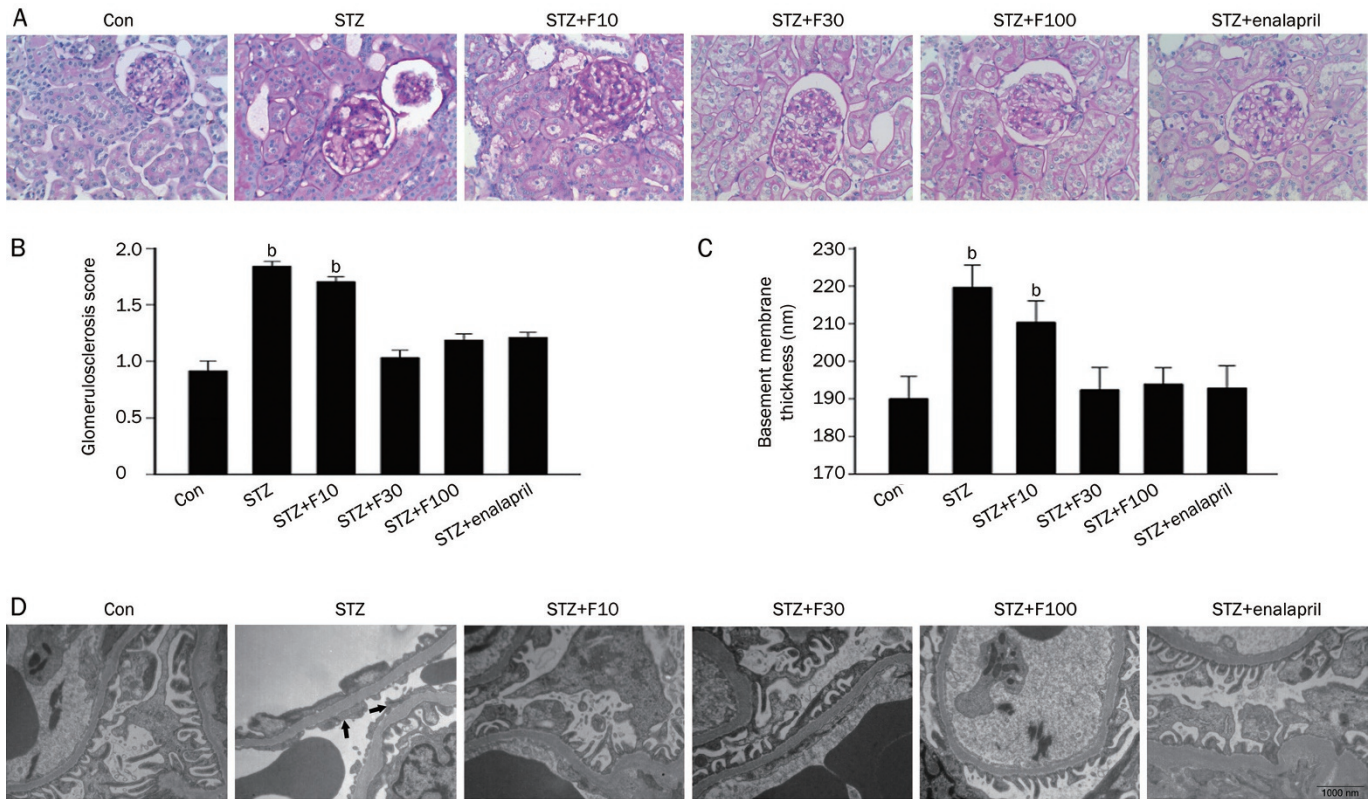 A
Con STZ STZ+F10 STZ+F30 STZ+F100 STZ+enalapril
B
Glomerulosclerosis score
2.0
1.5
1.0
0.5
0
b b
Con STZ STZ+F10 STZ+F30 STZ+F100 STZ+enalapril
C
Basement membrane
thickness (nm)
230
220
210
200
190
180
170
b b
Con STZ STZ+F10 STZ+F30 STZ+F100 STZ+enalapril
D
Con STZ STZ+F10 STZ+F30 STZ+F100 STZ+enalapril
1000 nm